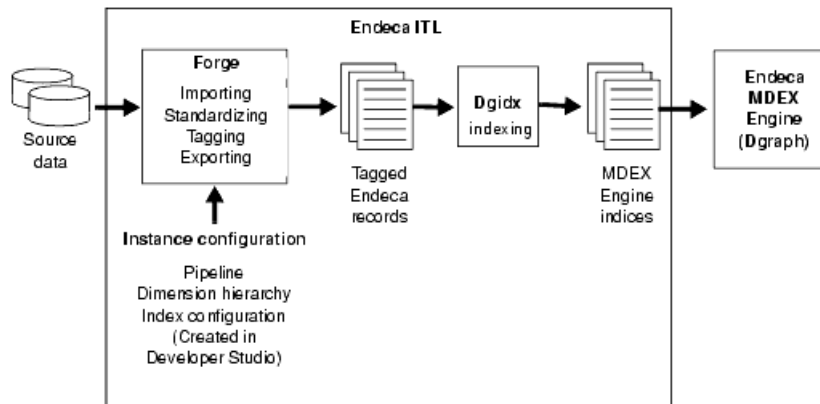 Endeca ITL
Source
data
Forge
Importing
Standardizing
Tagging
Exporting
Instance configuration
Pipeline
Dimension hierarchy
Index configuration
(Created in
Developer Studio)
Tagged
Endeca
records
Dgidx
indexing
MDEX
Engine
indices
Endeca
MDEX
Engine
(Dgraph)